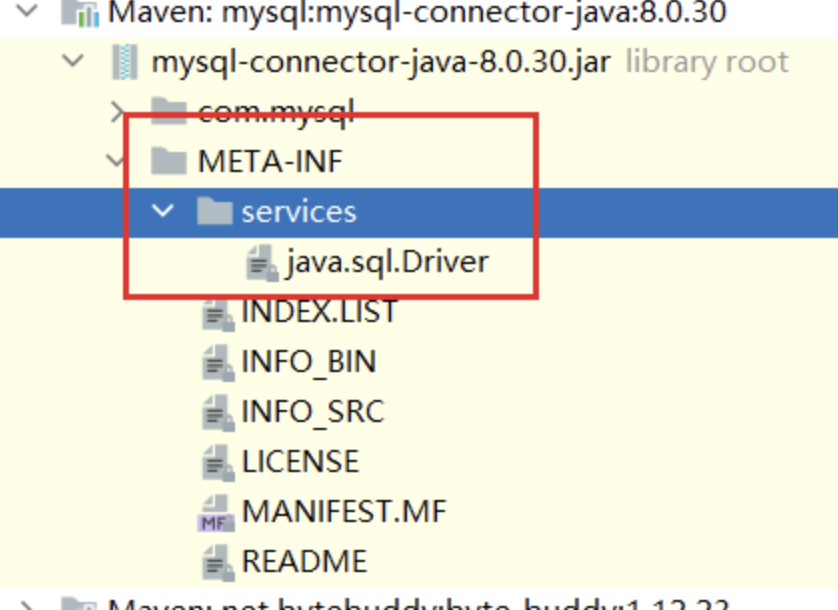 Maven: mysql:mysql-connector-java:8.0.30
mysql-connector-java-8.0.30.jar library root
com.mysql
META-INF
services
java.sql.Driver
INDEX.LIST
INFO_BIN
INFO_SRC
LICENSE
MF MANIFEST.MF
README
Maven: net.bytebuddy:byte-buddy:1.12.22